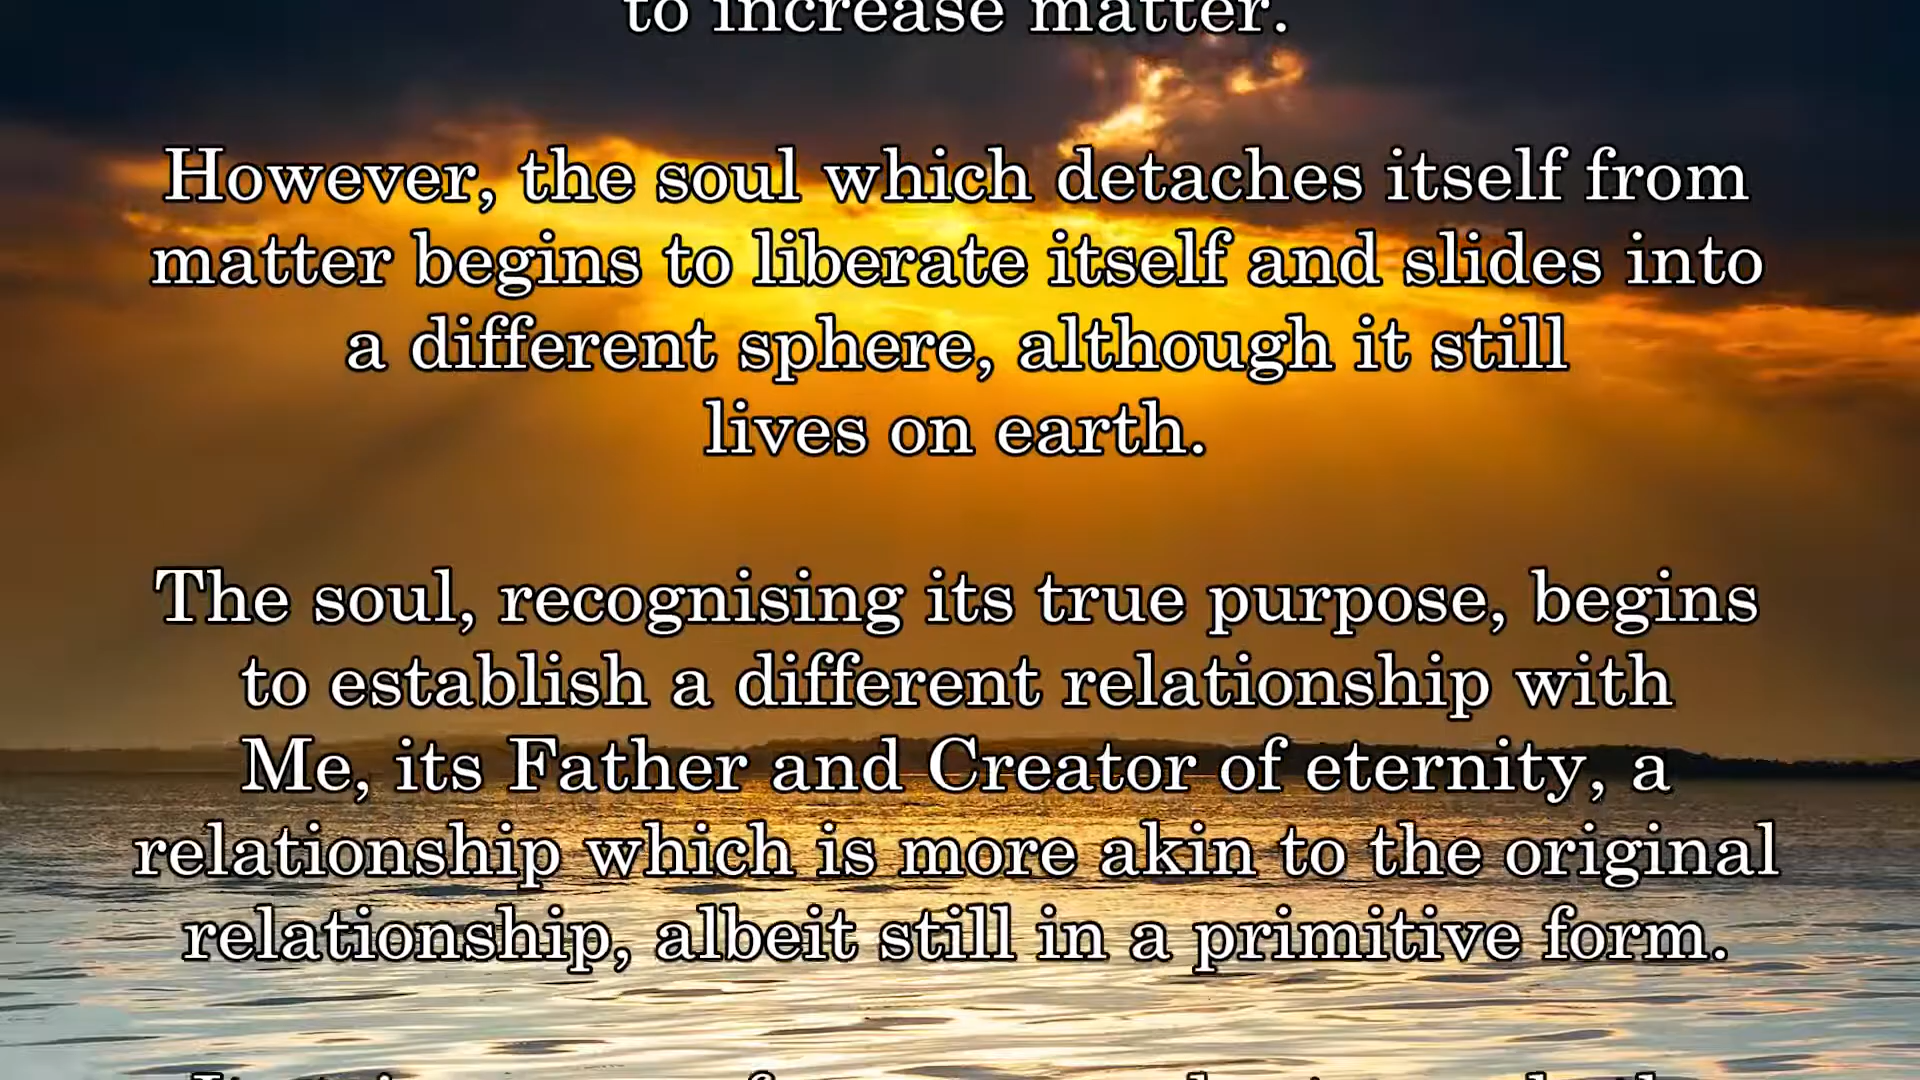 to increase matter.
However, the soul which detaches itself from
matter begins to liberate itself and slides into
a different sphere, although it still
lives on earth.
The soul, recognising its true purpose, begins
to establish a different relationship with
Me, its Father and Creator of eternity, a
relationship which is more akin to the original
relationship, albeit still in a primitive form.